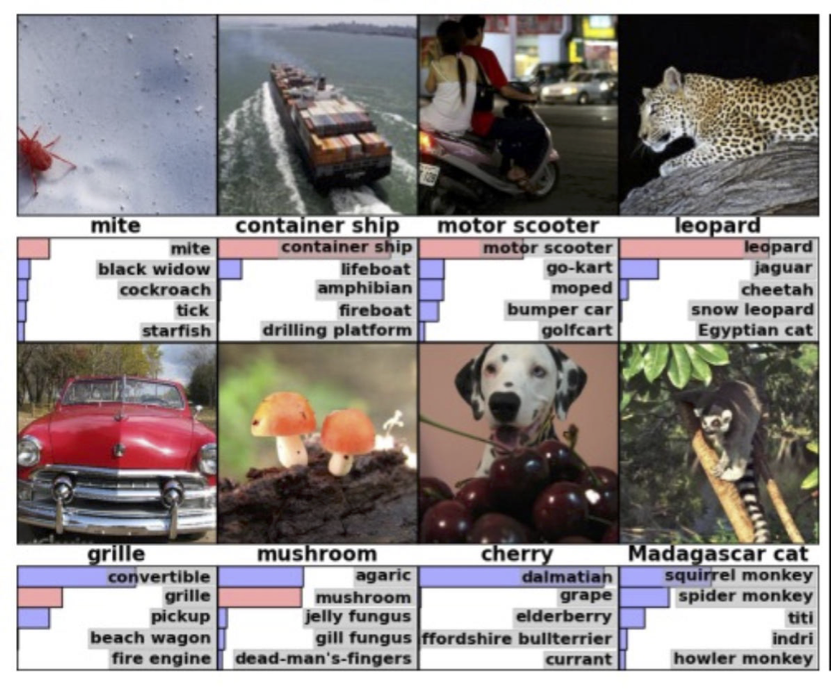 mite
container ship
motor scooter
leopard
mite
black widow
cockroach
tick
starfish
container ship
lifeboat
amphibian
fireboat
drilling platform
motor scooter
go-kart
moped
bumper car
golfcart
leopard
jaguar
cheetah
snow leopard
Egyptian cat
grille
mushroom
cherry
Madagascar cat
convertible
grille
pickup
beach wagon
fire engine
agaric
mushroom
jelly fungus
gill fungus
dead-man's-fingers
dalmatian
grape
elderberry
ffordshire bullterrier
currant
squirrel monkey
spider monkey
titi
indri
howler monkey